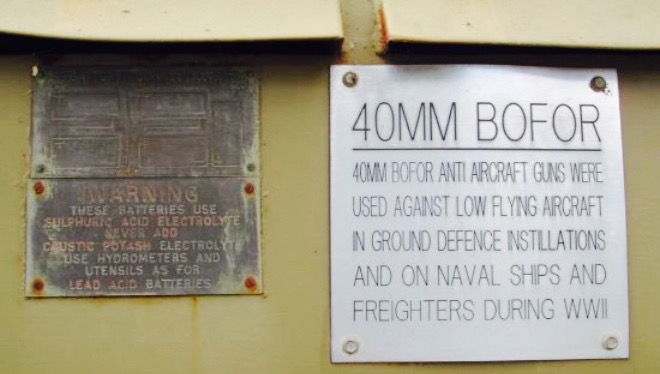 WARNING
THESE BATTERIES USE
SULPHURIC ACID ELECTROLYTE
NEVER ADD
CAUSTIC POTASH ELECTROLYTE
USE HYDROMETERS AND
UTENSILS AS FOR
LEAD ACID BATTERIES
40MM BOFOR
40MM BOFOR ANTI AIRCRAFT GUNS WERE
USED AGAINST LOW FLYING AIRCRAFT
IN GROUND DEFENCE INSTILLATIONS
AND ON NAVAL SHIPS AND
FREIGHTERS DURING WWII